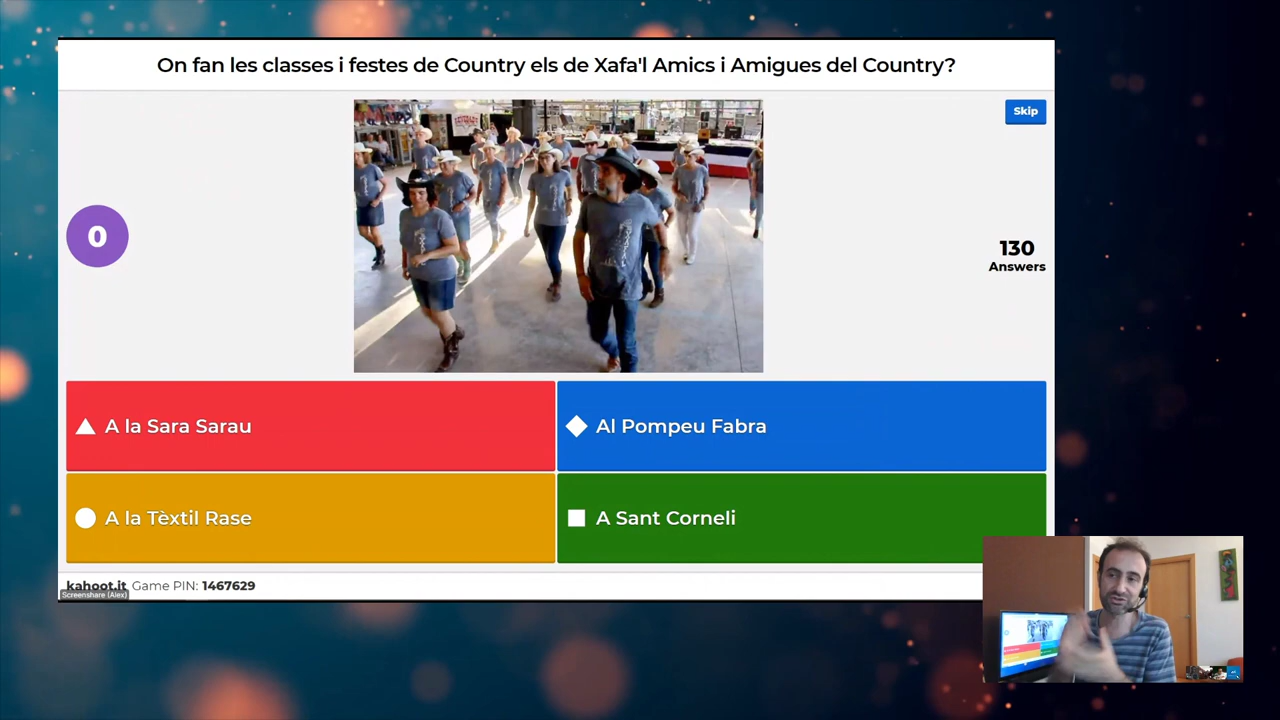 On fan les classes i festes de Country els de Xafa'l Amics i Amigues del Country?
Skip
0
130
Answers
A la Sara Sarau
Al Pompeu Fabra
A la Tèxtil Rase
A Sant Corneli
kahoot.it Game PIN: 1467629
Screenshare (Alex)